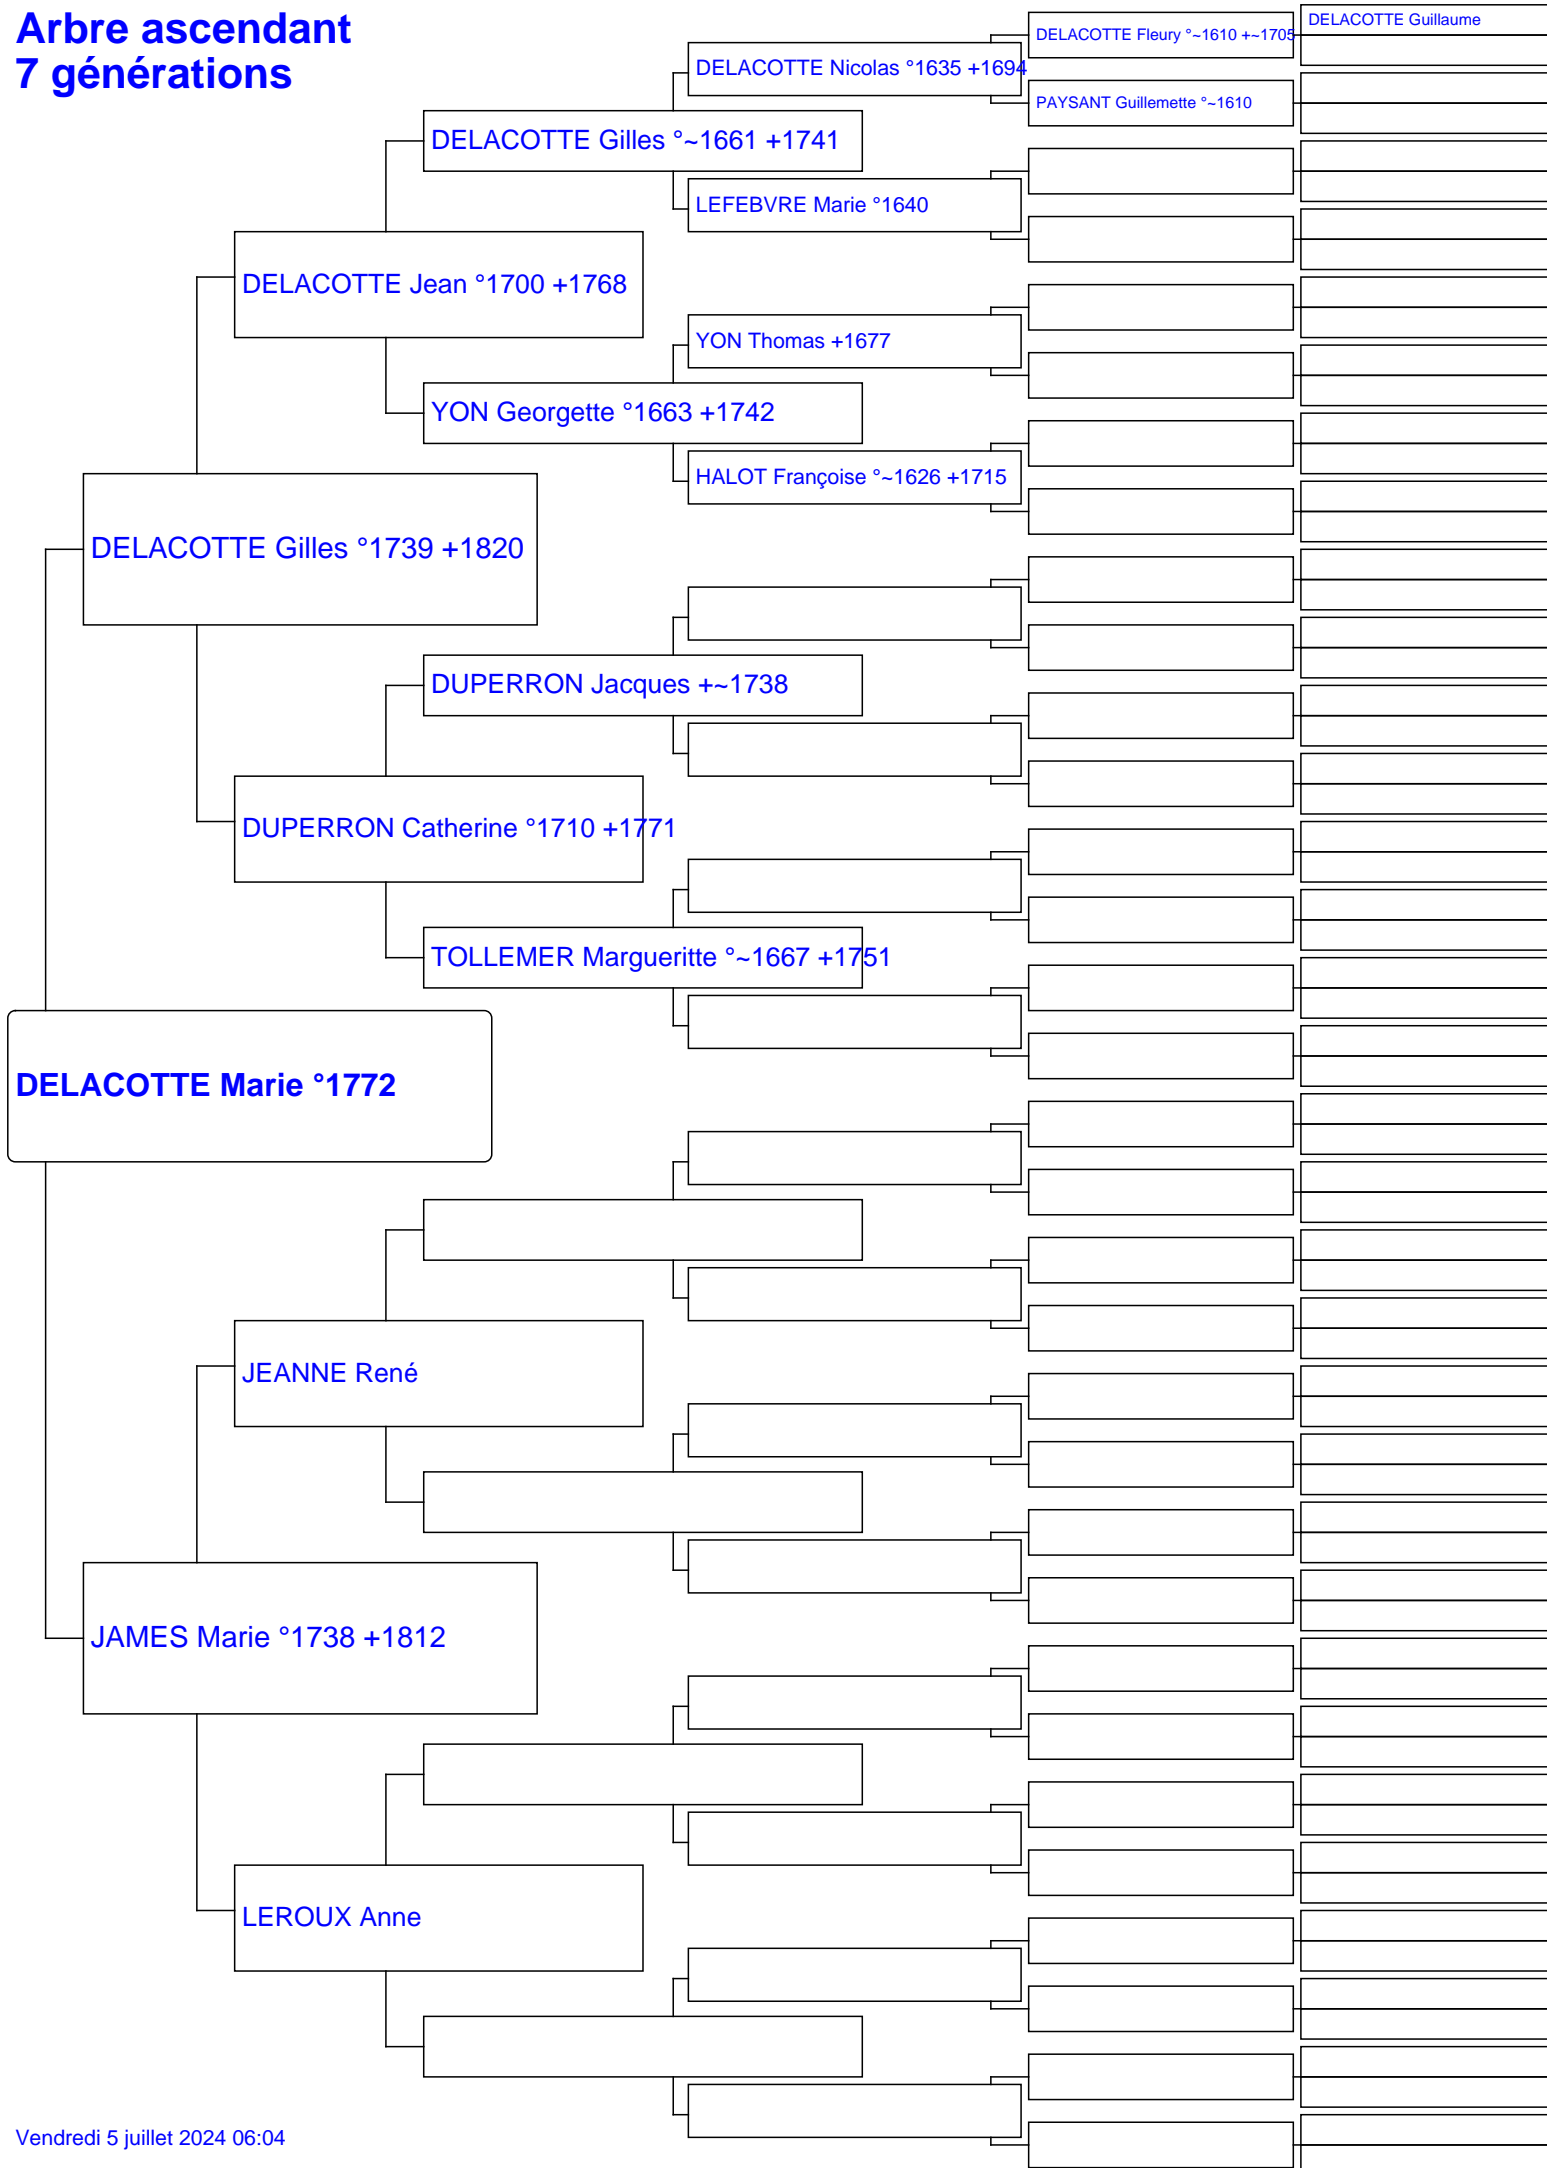 Arbre ascendant
7 générations
DELACOTTE Guillaume
DELACOTTE Fleury °~1610 +~1705
DELACOTTE Nicolas °1635 +1694
PAYSANT Guillemette °~1610
DELACOTTE Gilles °~1661 +1741
LEFEBVRE Marie °1640
DELACOTTE Jean °1700 +1768
YON Thomas +1677
YON Georgette °1663 +1742
HALOT Françoise °~1626 +1715
DELACOTTE Gilles °1739 +1820
DUPERRON Jacques +~1738
DUPERRON Catherine °1710 +1771
TOLLEMER Margueritte °~1667 +1751
DELACOTTE Marie °1772
JEANNE René
JAMES Marie °1738 +1812
LEROUX Anne
Vendredi 5 juillet 2024 06:04